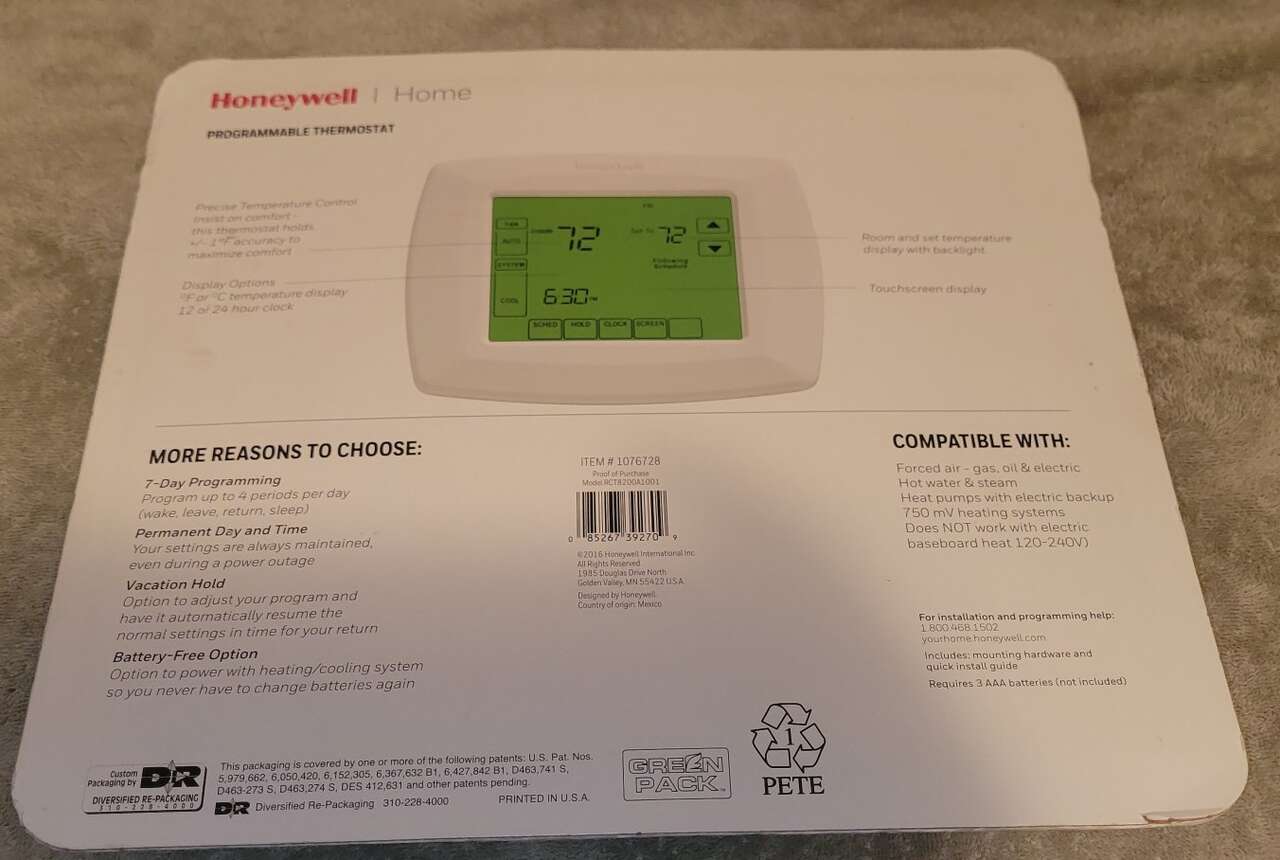 Honeywell | Home
PROGRAMMABLE THERMOSTAT
Precise Temperature Control
Insist on comfort -
this thermostat holds
+/- 1°F accuracy to
maximize comfort
Display Options
°F or °C temperature display
12 or 24 hour clock
FAN
AUTO
SYSTEM
COOL
72
Set To 72
Following
Schedule
6:30 PM
SCHED HOLD CLOCK SCREEN
Room and set temperature
display with backlight
Touchscreen display
MORE REASONS TO CHOOSE:
7-Day Programming
Program up to 4 periods per day
(wake, leave, return, sleep)
Permanent Day and Time
Your settings are always maintained,
even during a power outage
Vacation Hold
Option to adjust your program and
have it automatically resume the
normal settings in time for your return
Battery-Free Option
Option to power with heating/cooling system
so you never have to change batteries again
ITEM # 1076728
Proof of Purchase
Model RCT8200A1001
0 85267 39270 9
©2016 Honeywell International Inc.
All Rights Reserved
1985 Douglas Drive North
Golden Valley, MN 55422 U.S.A.
Designed by Honeywell.
Country of origin: Mexico
COMPATIBLE WITH:
Forced air - gas, oil & electric
Hot water & steam
Heat pumps with electric backup
750 mV heating systems
Does NOT work with electric
baseboard heat 120-240V)
For installation and programming help:
1.800.468.1502
yourhome.honeywell.com
Includes: mounting hardware and
quick install guide
Requires 3 AAA batteries (not included)
Custom
Packaging by DR
DIVERSIFIED RE-PACKAGING
310-228-4000
This packaging is covered by one or more of the following patents: U.S. Pat. Nos.
5,979,662, 6,050,420, 6,152,305, 6,367,632 B1, 6,427,842 B1, D463,741 S,
D463-273 S, D463,274 S, DES 412,631 and other patents pending.
DR Diversified Re-Packaging 310-228-4000 PRINTED IN U.S.A.
GREEN
PACK™
1
PETE